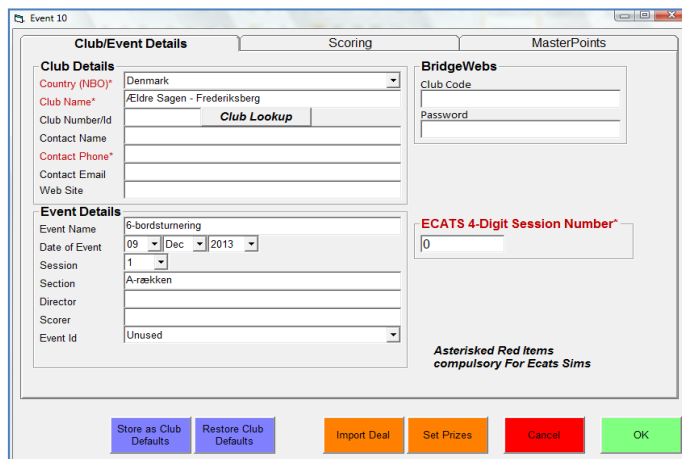 Event 10
Club/Event Details Scoring MasterPoints
Club Details
Country (NBO)* Denmark
Club Name* Ældre Sagen - Frederiksberg
Club Number/Id Club Lookup
Contact Name
Contact Phone*
Contact Email
Web Site
BridgeWebs
Club Code
Password
Event Details
Event Name 6-bordsturnering
Date of Event 09 Dec 2013
Session 1
Section A-rækken
Director
Scorer
Event Id Unused
ECATS 4-Digit Session Number*
0
Asterisked Red Items
compulsory For Ecats Sims
Store as Club
Defaults
Restore Club
Defaults
Import Deal
Set Prizes
Cancel
OK